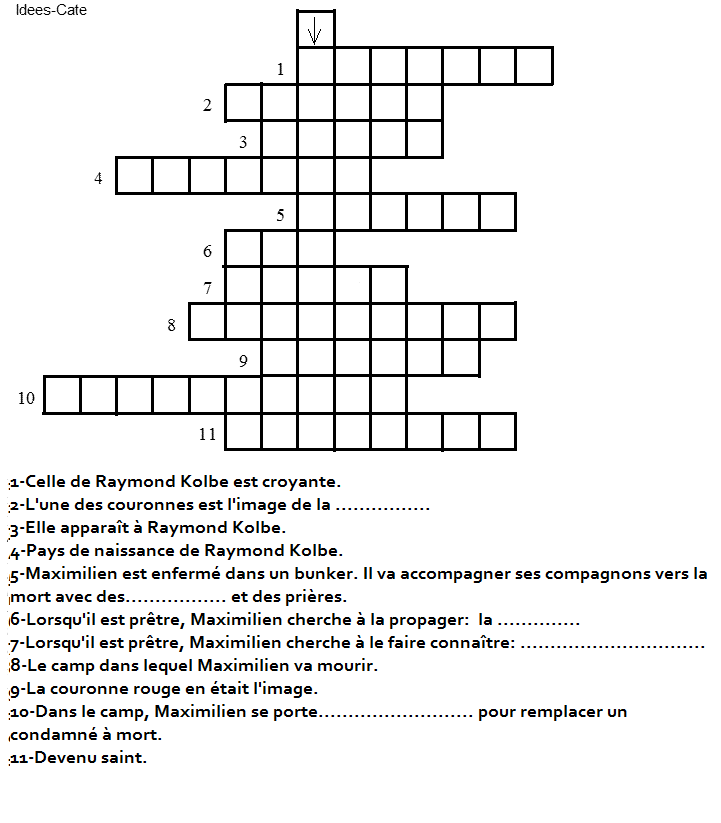 Idees-Cate
1
2
3
4
5
6
7
8
9
10
11
1-Celle de Raymond Kolbe est croyante.
2-L'une des couronnes est l'image de la ................
3-Elle apparaît à Raymond Kolbe.
4-Pays de naissance de Raymond Kolbe.
5-Maximilien est enfermé dans un bunker. Il va accompagner ses compagnons vers la
mort avec des................. et des prières.
6-Lorsqu'il est prêtre, Maximilien cherche à la propager:  la ..............
7-Lorsqu'il est prêtre, Maximilien cherche à le faire connaître: ...............................
8-Le camp dans lequel Maximilien va mourir.
9-La couronne rouge en était l'image.
10-Dans le camp, Maximilien se porte.......................... pour remplacer un
condamné à mort.
11-Devenu saint.